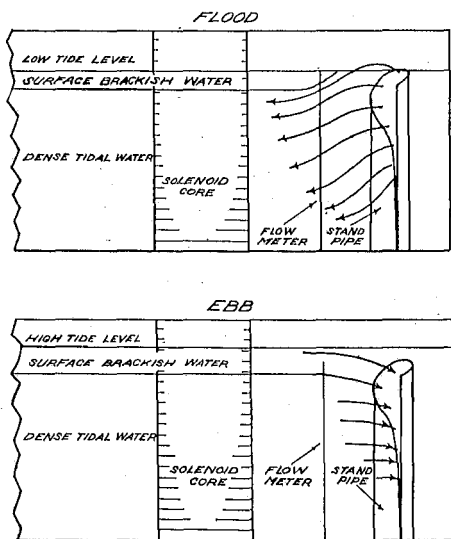 FLOOD
LOW TIDE LEVEL
SURFACE BRACKISH WATER
DENSE TIDAL WATER
SOLENOID
CORE
FLOW
METER
STAND
PIPE
EBB
HIGH TIDE LEVEL
SURFACE BRACKISH WATER
DENSE TIDAL WATER
SOLENOID
CORE
FLOW
METER
STAND
PIPE